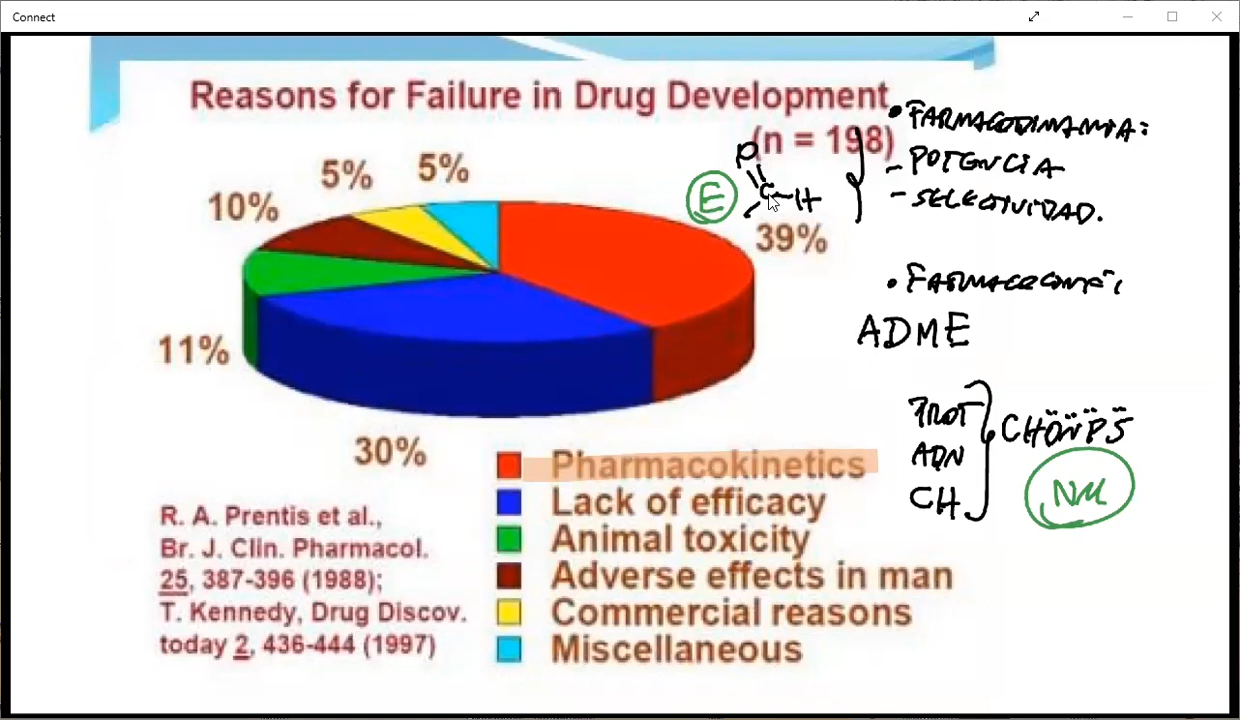 Connect
Reasons for Failure in Drug Development
(n = 198)
5%
5%
10%
39%
11%
30%
Pharmacokinetics
Lack of efficacy
Animal toxicity
Adverse effects in man
Commercial reasons
Miscellaneous
R. A. Prentis et al.,
Br. J. Clin. Pharmacol.
25, 387-396 (1988);
T. Kennedy, Drug Discov.
today 2, 436-444 (1997)
E
O
C-H
• FARMACODINAMIA:
- POTENCIA
- SELECTIVIDAD.
ADME
PROT
ADN
CH
CHONPS
NU